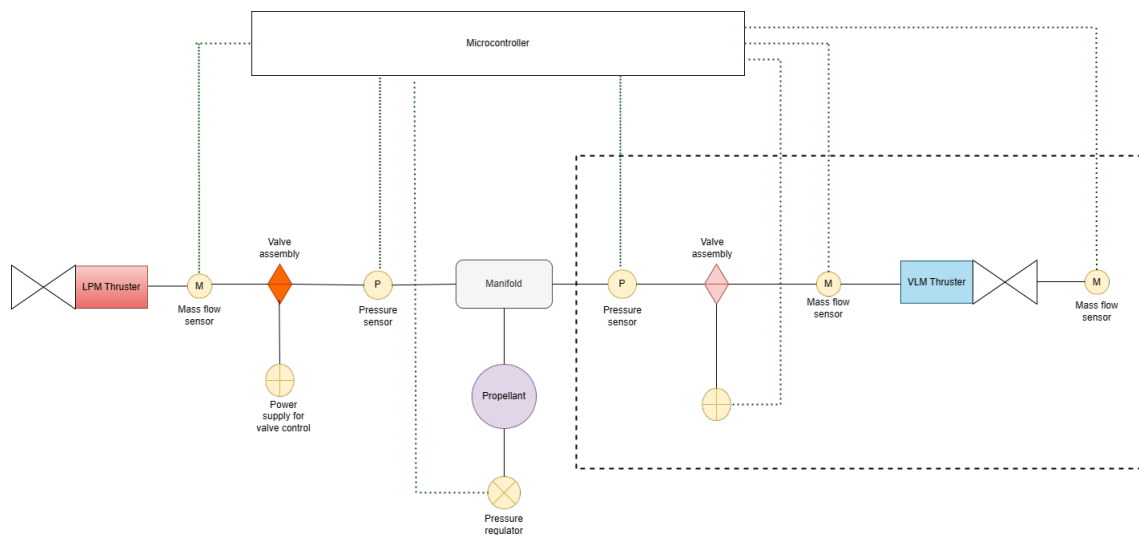 Microcontroller
Valve
assembly
Valve
assembly
LPM Thruster
M
P
Manifold
P
M
VLM Thruster
M
Mass flow
sensor
Pressure
sensor
Pressure
sensor
Mass flow
sensor
Mass flow
sensor
Propellant
Power
supply for
valve control
Pressure
regulator